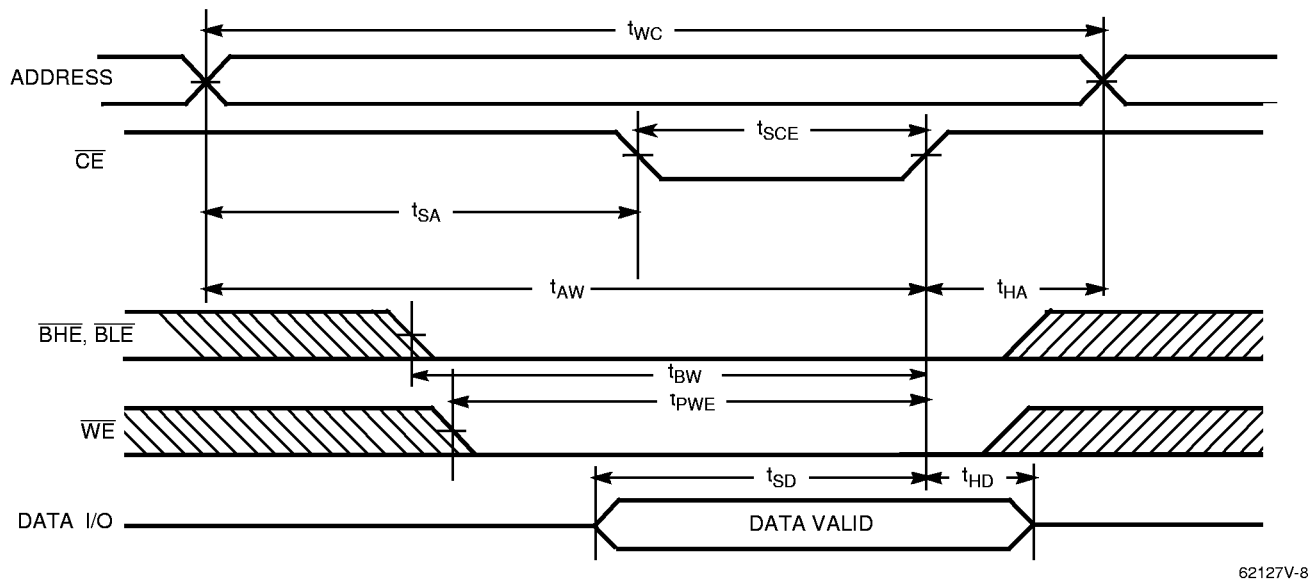 tWC
ADDRESS
tSCE
CE
tSA
tAW
tHA
BHE, BLE
tBW
tPWE
WE
tSD
tHD
DATA I/O
DATA VALID
62127V-8